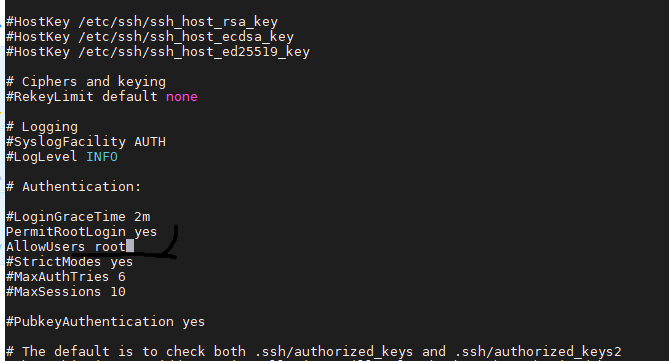 #HostKey /etc/ssh/ssh_host_rsa_key
#HostKey /etc/ssh/ssh_host_ecdsa_key
#HostKey /etc/ssh/ssh_host_ed25519_key
# Ciphers and keying
#RekeyLimit default none
# Logging
#SyslogFacility AUTH
#LogLevel INFO
# Authentication:
#LoginGraceTime 2m
PermitRootLogin yes
AllowUsers root
#StrictModes yes
#MaxAuthTries 6
#MaxSessions 10
#PubkeyAuthentication yes
# The default is to check both .ssh/authorized_keys and .ssh/authorized_keys2